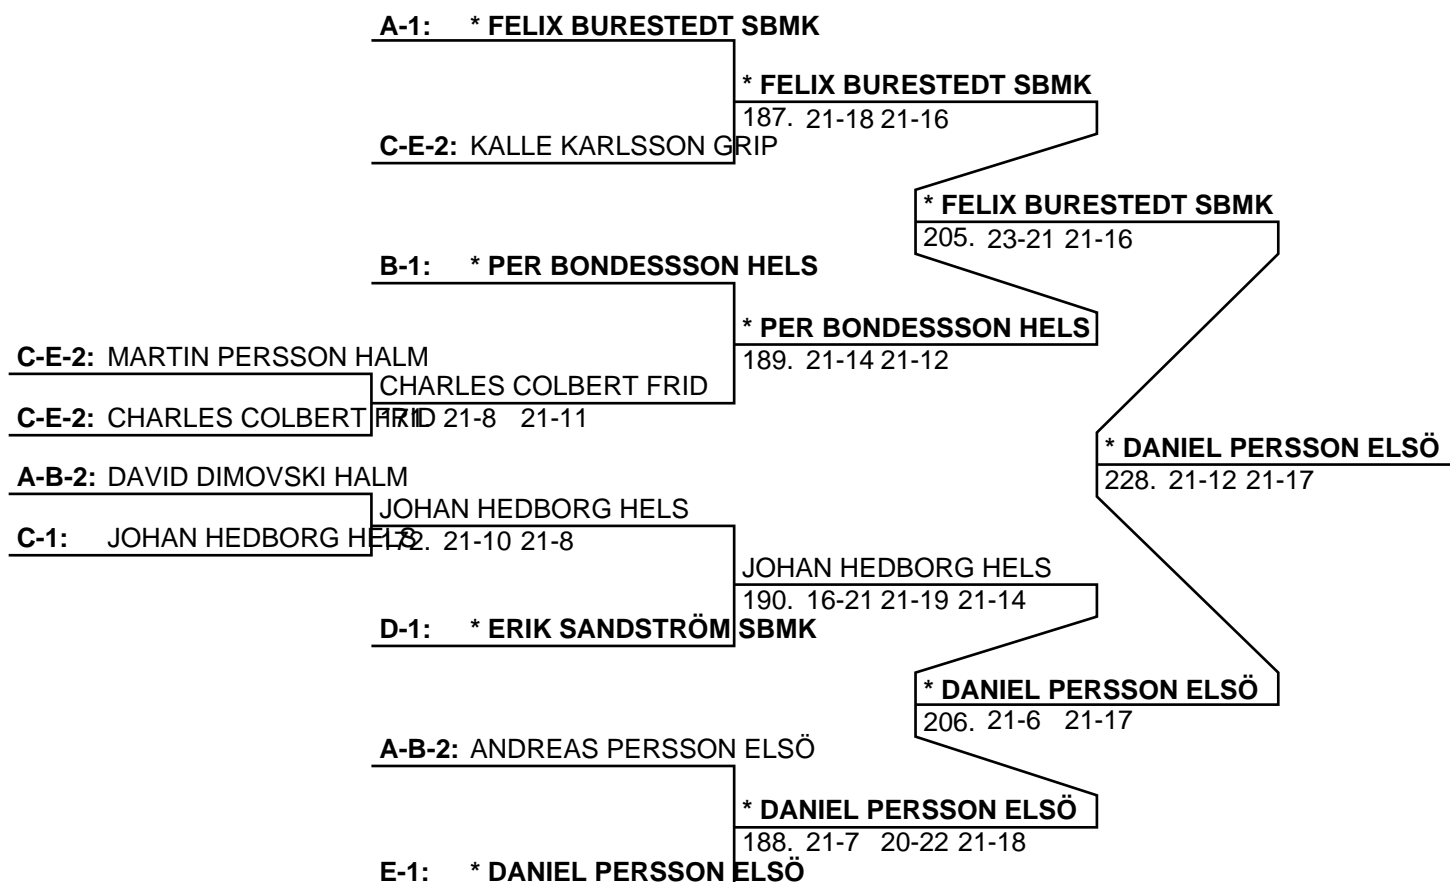 A-1: * FELIX BURESTEDT SBMK
* FELIX BURESTEDT SBMK
187. 21-18 21-16
C-E-2: KALLE KARLSSON GRIP
* FELIX BURESTEDT SBMK
205. 23-21 21-16
B-1: * PER BONDESSSON HELS
* PER BONDESSSON HELS
189. 21-14 21-12
C-E-2: MARTIN PERSSON HALM
CHARLES COLBERT FRID
C-E-2: CHARLES COLBERT FRID
171. 21-8 21-11
* DANIEL PERSSON ELSÖ
228. 21-12 21-17
A-B-2: DAVID DIMOVSKI HALM
JOHAN HEDBORG HELS
C-1: JOHAN HEDBORG HELS
172. 21-10 21-8
JOHAN HEDBORG HELS
190. 16-21 21-19 21-14
D-1: * ERIK SANDSTRÖM SBMK
* DANIEL PERSSON ELSÖ
206. 21-6 21-17
A-B-2: ANDREAS PERSSON ELSÖ
* DANIEL PERSSON ELSÖ
188. 21-7 20-22 21-18
E-1: * DANIEL PERSSON ELSÖ